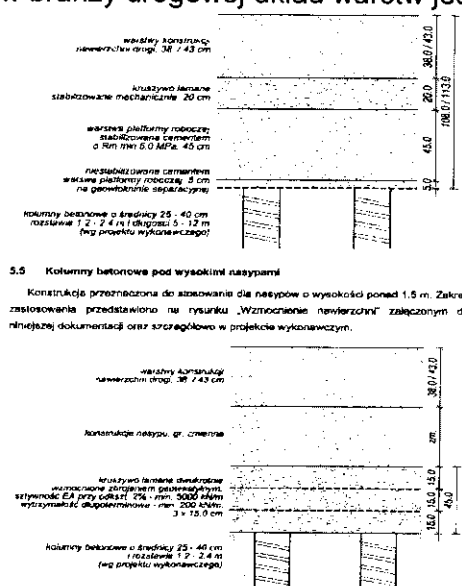 w branży drogowej układ warstw jed
warstwy konstrukcji
nawierzchni drogi, 38 / 43 cm
38.0 / 43.0
kruszywo łamane
stabilizowane mechanicznie 20 cm
20.0
108.0 / 113.0
warstwa platformy roboczej
stabilizowana cementem
o Rm min 5.0 MPa, 45 cm
45.0
niestabilizowana cementem
warstwa platformy roboczej 5 cm
na geowłókninie separacyjnej
5.0
kolumny betonowe o średnicy 25 - 40 cm
rozstawie 1.2 - 2.4 m i długości 5 - 12 m
(wg projektu wykonawczego)
5.5 Kolumny betonowe pod wysokimi nasypami
Konstrukcja przeznaczona do stosowania dla nasypów o wysokości ponad 1.5 m. Zakre
zastosowania przedstawiono na rysunku „Wzmocnienie nawierzchni" załączonym d
niniejszej dokumentacji oraz szczegółowo w projekcie wykonawczym.
warstwy konstrukcji
nawierzchni drogi, 38 / 43 cm
38.0 / 43.0
konstrukcja nasypu, gr. zmienna
zm.
kruszywo łamane dwukrotnie
wzmocnione zbrojeniem geosyntetycznym,
sztywność EA przy odkszt. 2% - min. 5000 kN/m
wytrzymałość długoterminowa - min. 200 kN/m,
3 x 15.0 cm
15.0 15.0 15.0
45.0
kolumny betonowe o średnicy 25 - 40 cm
i rozstawie 1.2 - 2.4 m
(wg projektu wykonawczego)